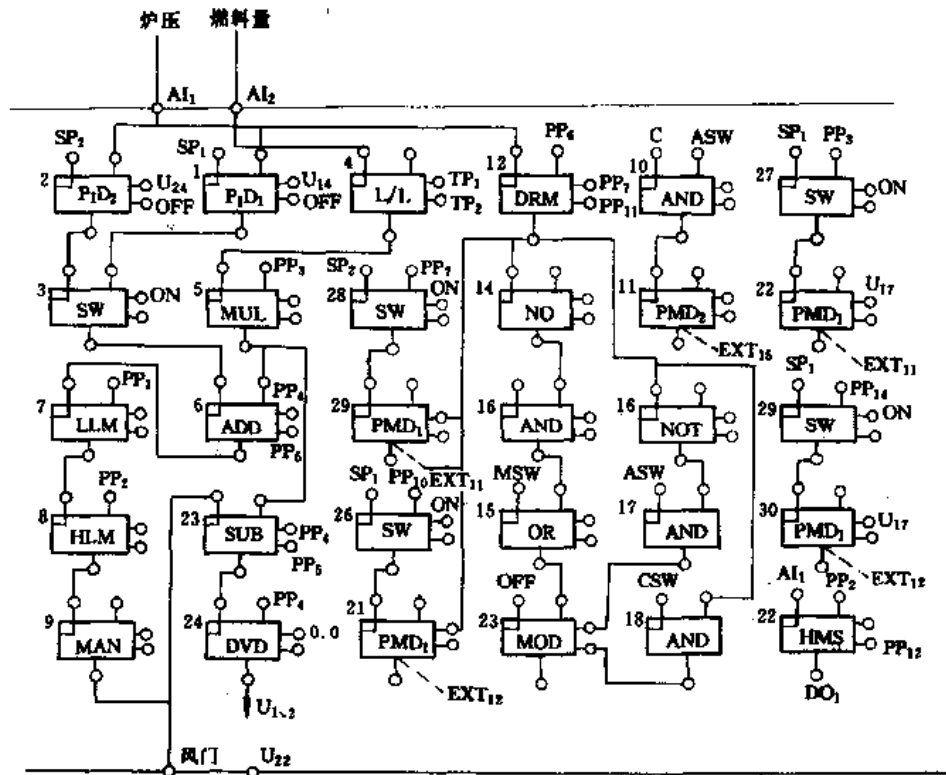 炉压 燃料量
AI₁ AI₂
SP₂ SP₁ PP₆ C ASW SP₁ PP₃
2 PID₂ U₂₄ OFF 1 PID₁ U₁₄ OFF 4 L/L TP₁ TP₂ 12 DRM PP₇ PP₁₁ 10 AND 27 SW ON
PP₃ SP₂ PP₇
3 SW ON 5 MUL 28 SW ON 14 NO 11 PMD₂ EXT₁₅ 22 PMD₁ U₁₇ EXT₁₁
PP₁ SP₁ PP₁₄
7 LLM 6 ADD PP₄ PP₅ 29 PMD₁ EXT₁₁ 16 AND 16 NOT 29 SW ON
PP₂ SP₁ PP₁₀ MSW ASW
8 HLM 23 SUB PP₄ PP₅ 26 SW ON 15 OR 17 AND 30 PMD₁ U₁₇ EXT₁₂
PP₄ OFF CSW AI₁ PP₂
9 MAN 24 DVD 0.0 21 PMD₁ EXT₁₂ 23 MOD 18 AND 22 HMS PP₁₂
U₁、₂ DO₁
风门 U₂₂